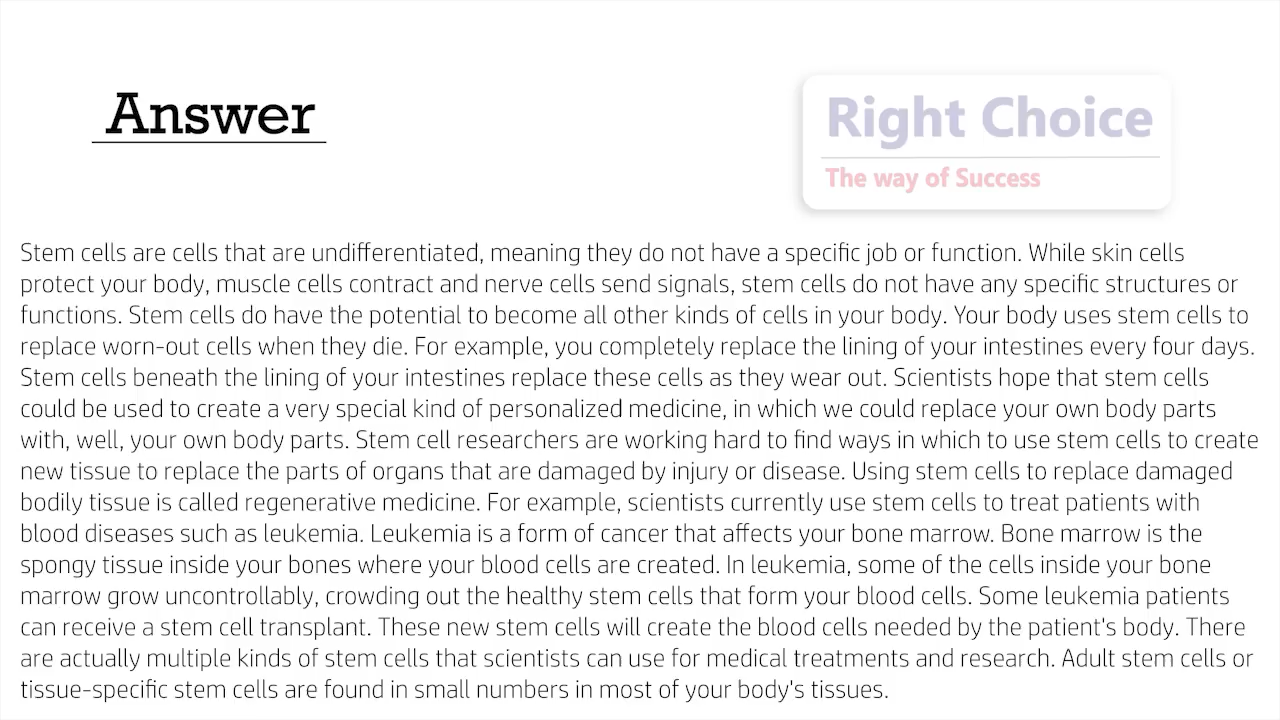 Answer
Right Choice
The way of Success
Stem cells are cells that are undifferentiated, meaning they do not have a specific job or function. While skin cells
protect your body, muscle cells contract and nerve cells send signals, stem cells do not have any specific structures or
functions. Stem cells do have the potential to become all other kinds of cells in your body. Your body uses stem cells to
replace worn-out cells when they die. For example, you completely replace the lining of your intestines every four days.
Stem cells beneath the lining of your intestines replace these cells as they wear out. Scientists hope that stem cells
could be used to create a very special kind of personalized medicine, in which we could replace your own body parts
with, well, your own body parts. Stem cell researchers are working hard to find ways in which to use stem cells to create
new tissue to replace the parts of organs that are damaged by injury or disease. Using stem cells to replace damaged
bodily tissue is called regenerative medicine. For example, scientists currently use stem cells to treat patients with
blood diseases such as leukemia. Leukemia is a form of cancer that affects your bone marrow. Bone marrow is the
spongy tissue inside your bones where your blood cells are created. In leukemia, some of the cells inside your bone
marrow grow uncontrollably, crowding out the healthy stem cells that form your blood cells. Some leukemia patients
can receive a stem cell transplant. These new stem cells will create the blood cells needed by the patient's body. There
are actually multiple kinds of stem cells that scientists can use for medical treatments and research. Adult stem cells or
tissue-specific stem cells are found in small numbers in most of your body's tissues.